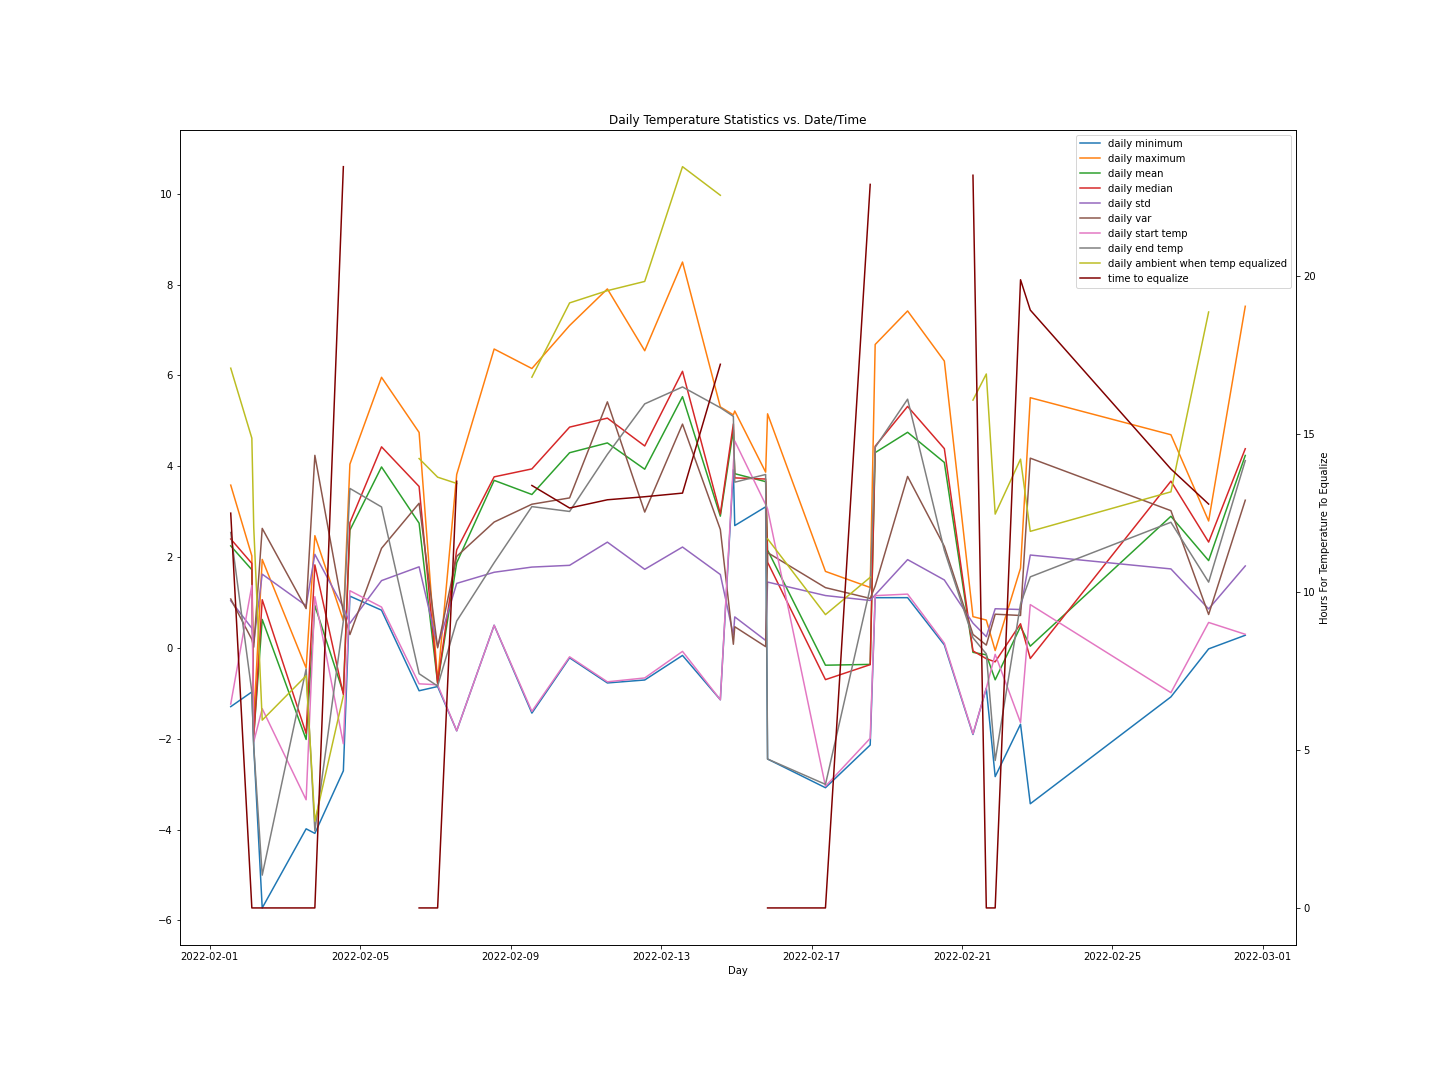 Daily Temperature Statistics vs. Date/Time
daily minimum
daily maximum
daily mean
daily median
daily std
daily var
daily start temp
daily end temp
daily ambient when temp equalized
time to equalize
10
8
6
4
2
0
−2
−4
−6
20
15
10
5
0
Hours For Temperature To Equalize
2022-02-01 2022-02-05 2022-02-09 2022-02-13 2022-02-17 2022-02-21 2022-02-25 2022-03-01
Day